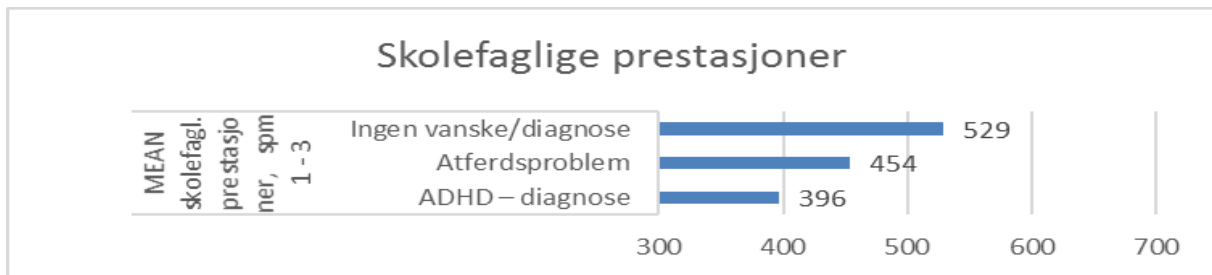 Skolefaglige prestasjoner
MEAN
skolefagl.
prestasjo
ner, spm
1 - 3
Ingen vanske/diagnose
529
Atferdsproblem
454
ADHD – diagnose
396
300 400 500 600 700